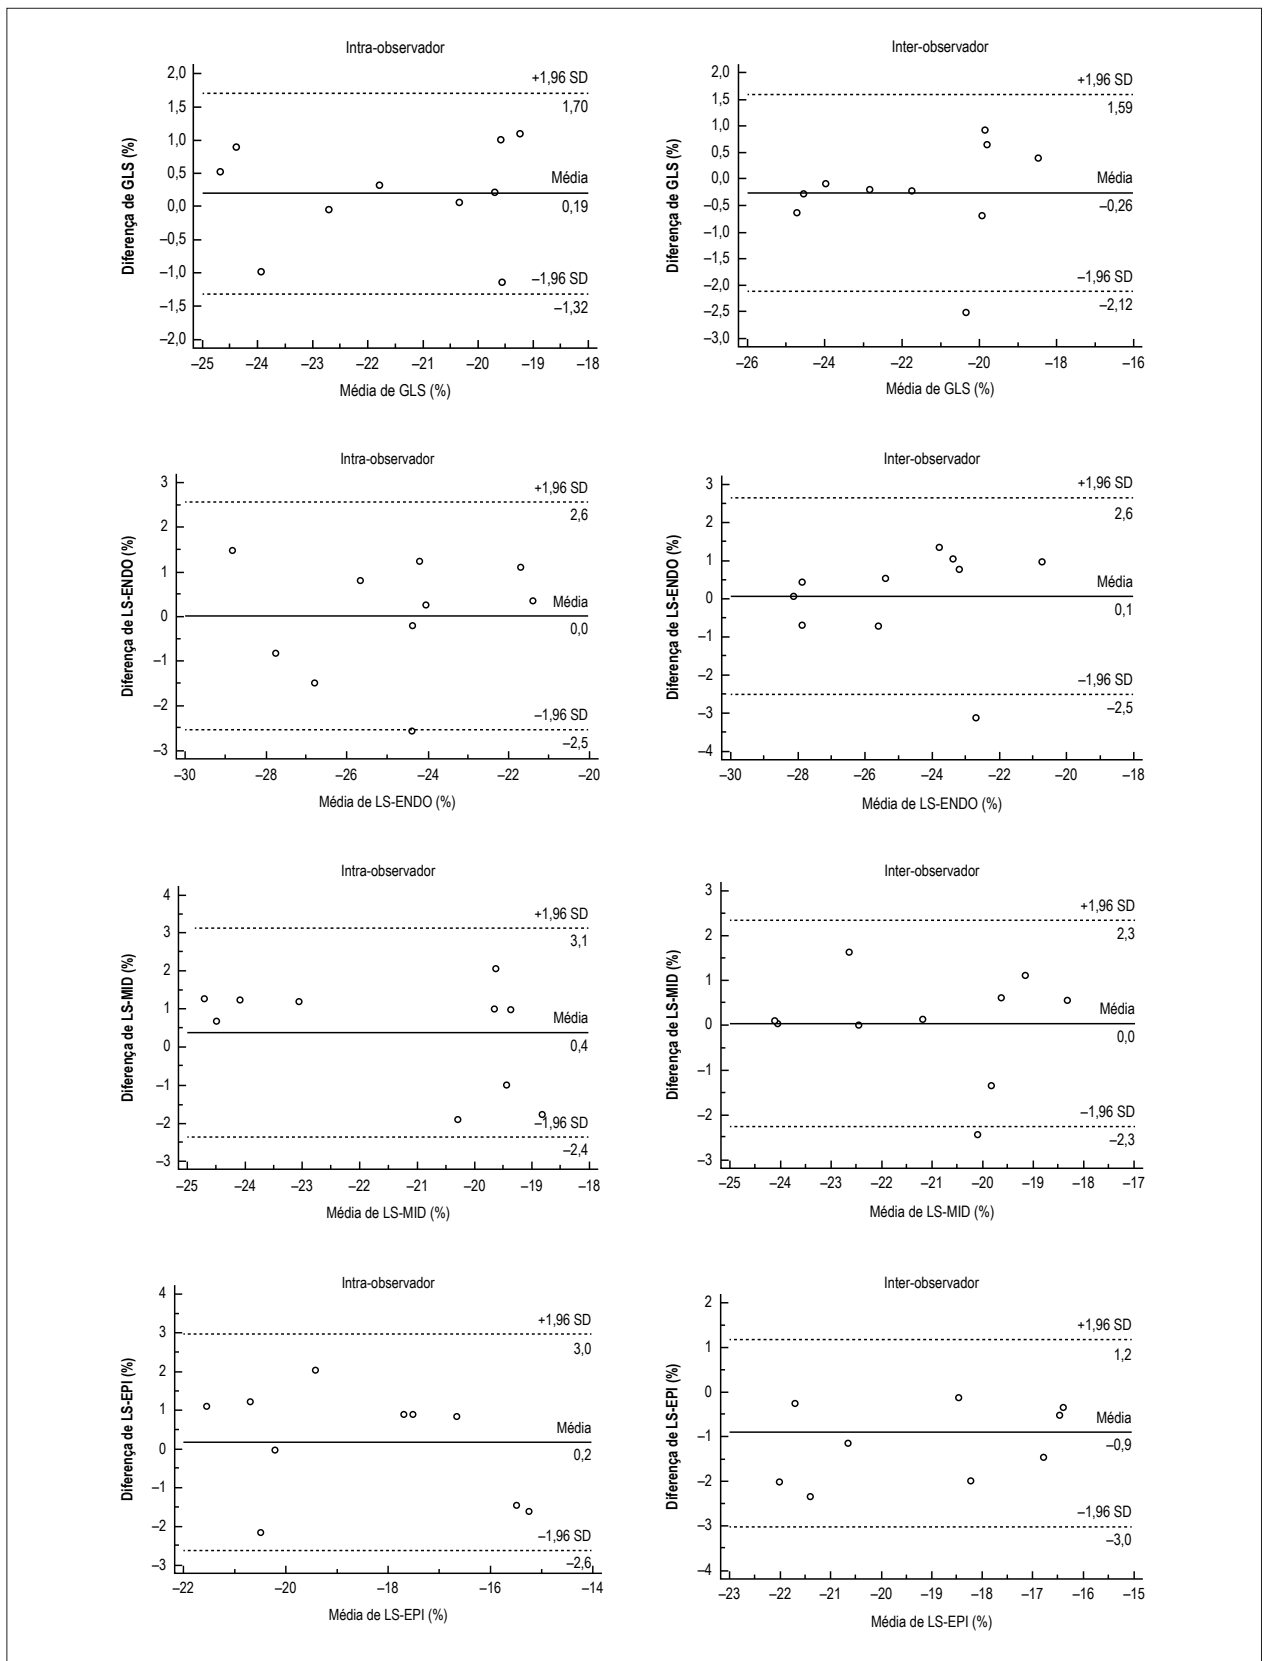 Intra-observador
Diferença de GLS (%)
2,0
1,5
1,0
0,5
0,0
–0,5
–1,0
–1,5
–2,0
+1,96 SD
1,70
Média
0,19
–1,96 SD
–1,32
–25 –24 –23 –22 –21 –20 –19 –18
Média de GLS (%)
Inter-observador
Diferença de GLS (%)
2,0
1,5
1,0
0,5
0,0
–0,5
–1,0
–1,5
–2,0
–2,5
–3,0
+1,96 SD
1,59
Média
–0,26
–1,96 SD
–2,12
–26 –24 –22 –20 –18 –16
Média de GLS (%)
Intra-observador
Diferença de LS-ENDO (%)
3
2
1
0
–1
–2
–3
+1,96 SD
2,6
Média
0,0
–1,96 SD
–2,5
–30 –28 –26 –24 –22 –20
Média de LS-ENDO (%)
Inter-observador
Diferença de LS-ENDO (%)
3
2
1
0
–1
–2
–3
–4
+1,96 SD
2,6
Média
0,1
–1,96 SD
–2,5
–30 –28 –26 –24 –22 –20 –18
Média de LS-ENDO (%)
Intra-observador
Diferença de LS-MID (%)
4
3
2
1
0
–1
–2
–3
+1,96 SD
3,1
Média
0,4
–1,96 SD
–2,4
–25 –24 –23 –22 –21 –20 –19 –18
Média de LS-MID (%)
Inter-observador
Diferença de LS-MID (%)
3
2
1
0
–1
–2
–3
+1,96 SD
2,3
Média
0,0
–1,96 SD
–2,3
–25 –24 –23 –22 –21 –20 –19 –18 –17
Média de LS-MID (%)
Intra-observador
Diferença de LS-EPI (%)
4
3
2
1
0
–1
–2
–3
+1,96 SD
3,0
Média
0,2
–1,96 SD
–2,6
–22 –20 –18 –16 –14
Média de LS-EPI (%)
Inter-observador
Diferença de LS-EPI (%)
2
1
0
–1
–2
–3
–4
+1,96 SD
1,2
Média
–0,9
–1,96 SD
–3,0
–23 –22 –21 –20 –19 –18 –17 –16 –15
Média de LS-EPI (%)